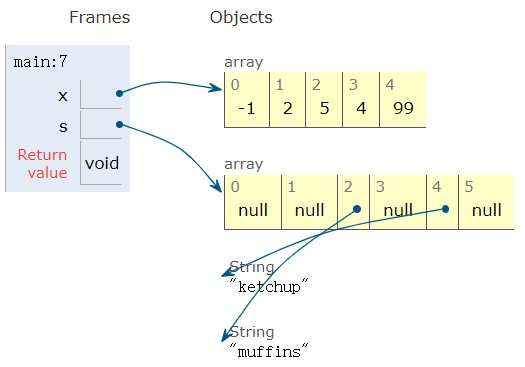 Frames Objects
main:7
x
s
Return value void
array
0 1 2 3 4
-1 2 5 4 99
array
0 1 2 3 4 5
null null null null
String
"ketchup"
String
"muffins"